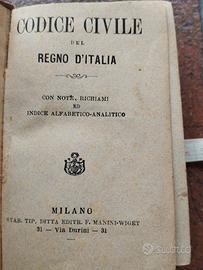 CODICE CIVILE
DEL
REGNO D'ITALIA
CON NOTE, RICHIAMI
ED
INDICE ALFABETICO-ANALITICO
MILANO
STAB. TIP. DITTA EDITR. F. MANINI-WIGET
31 — Via Durini — 31
subito